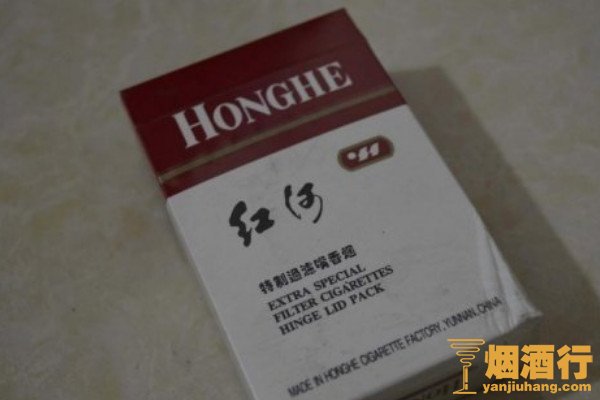 HONGHE
红河
特制過滤嘴香烟
EXTRA SPECIAL
FILTER CIGARETTES
HINGE LID PACK
MADE IN HONGHE CIGARETTE FACTORY, YUNNAN, CHINA
烟酒行
yanjiuhang.com